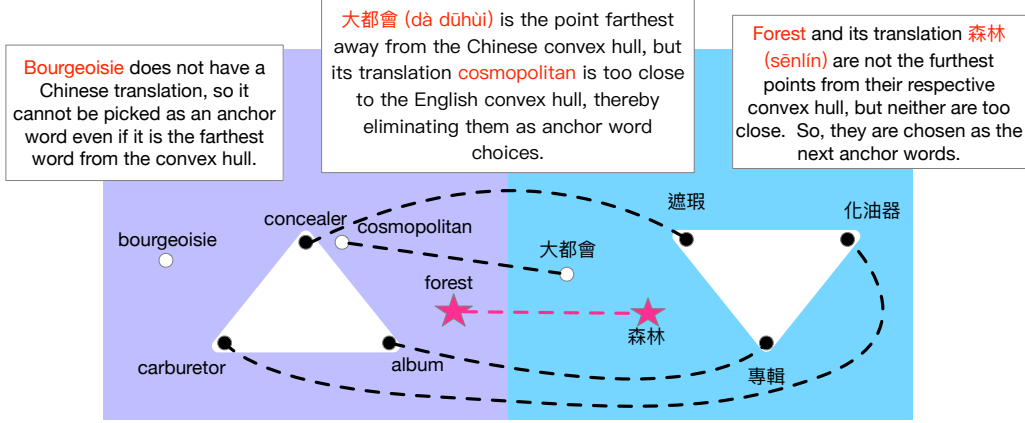 Bourgeoisie does not have a
Chinese translation, so it
cannot be picked as an anchor
word even if it is the farthest
word from the convex hull.
大都會 (dà dūhùi) is the point farthest
away from the Chinese convex hull, but
its translation cosmopolitan is too close
to the English convex hull, thereby
eliminating them as anchor word
choices.
Forest and its translation 森林
(sēnlín) are not the furthest
points from their respective
convex hull, but neither are too
close. So, they are chosen as the
next anchor words.
concealer
cosmopolitan
bourgeoisie
forest
carburetor
album
遮瑕
化油器
大都會
森林
專輯